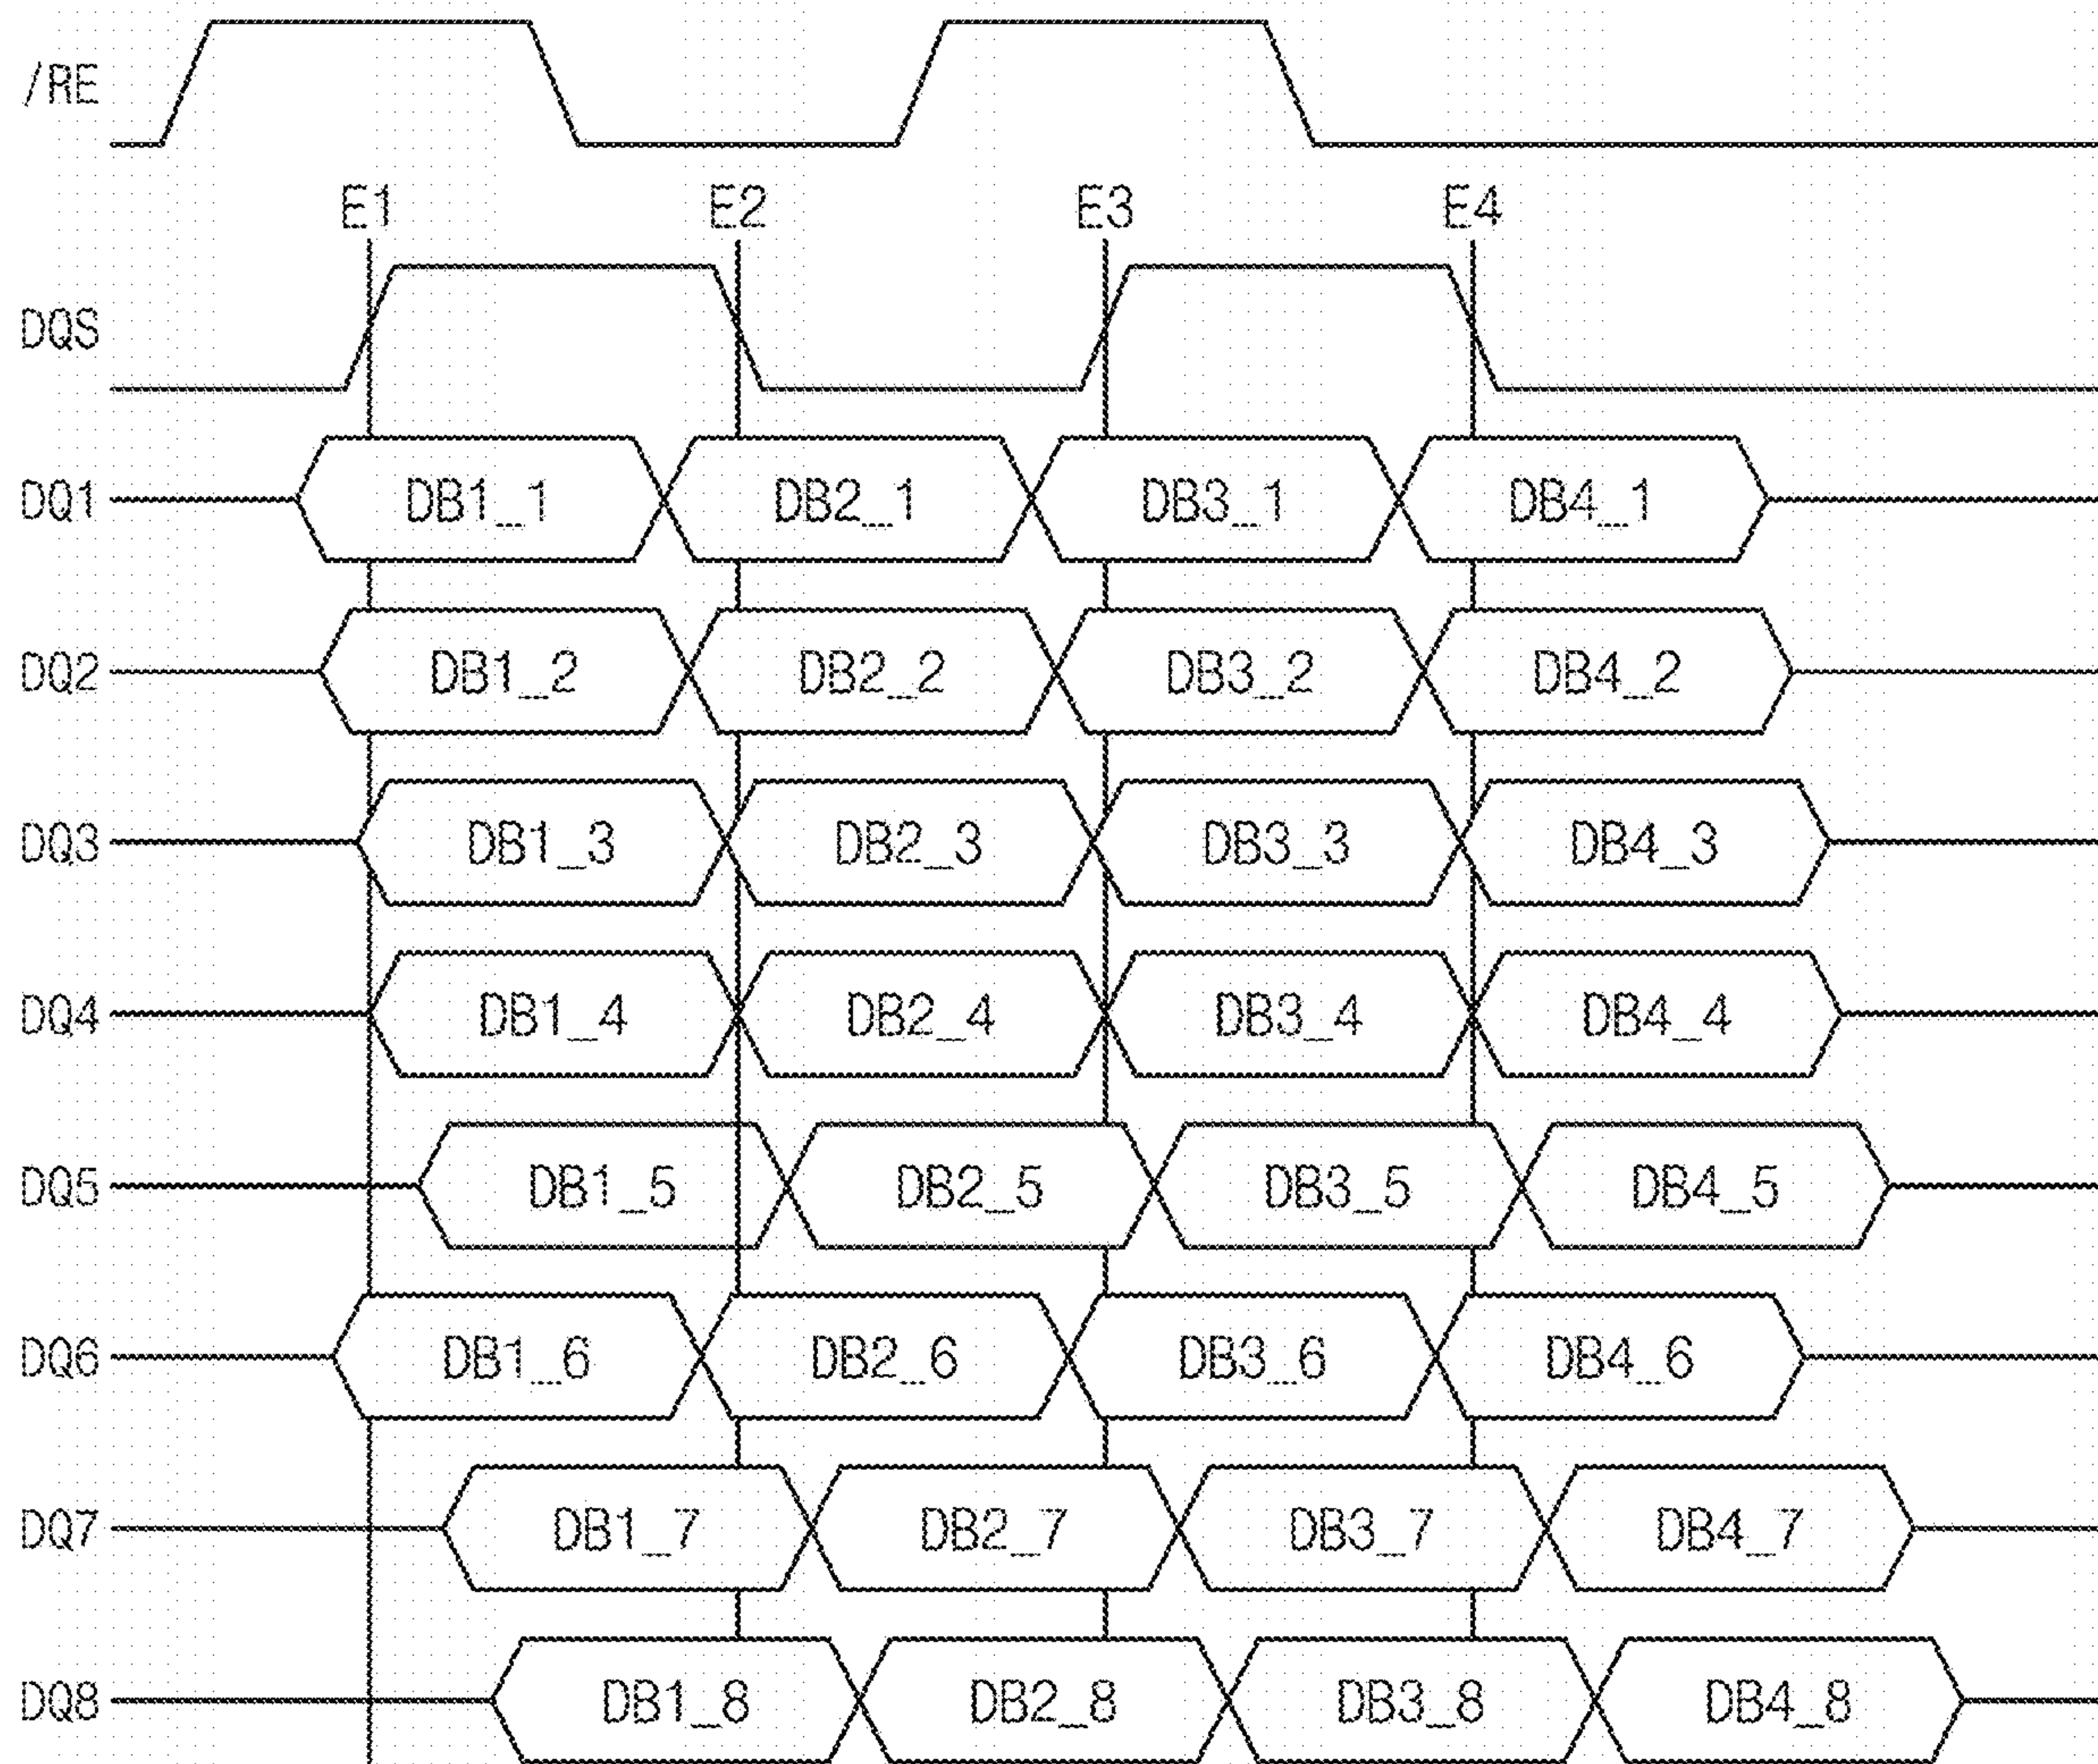 /RE
E1 E2 E3 E4
DQS
DQ1 DB1_1 DB2_1 DB3_1 DB4_1
DQ2 DB1_2 DB2_2 DB3_2 DB4_2
DQ3 DB1_3 DB2_3 DB3_3 DB4_3
DQ4 DB1_4 DB2_4 DB3_4 DB4_4
DQ5 DB1_5 DB2_5 DB3_5 DB4_5
DQ6 DB1_6 DB2_6 DB3_6 DB4_6
DQ7 DB1_7 DB2_7 DB3_7 DB4_7
DQ8 DB1_8 DB2_8 DB3_8 DB4_8